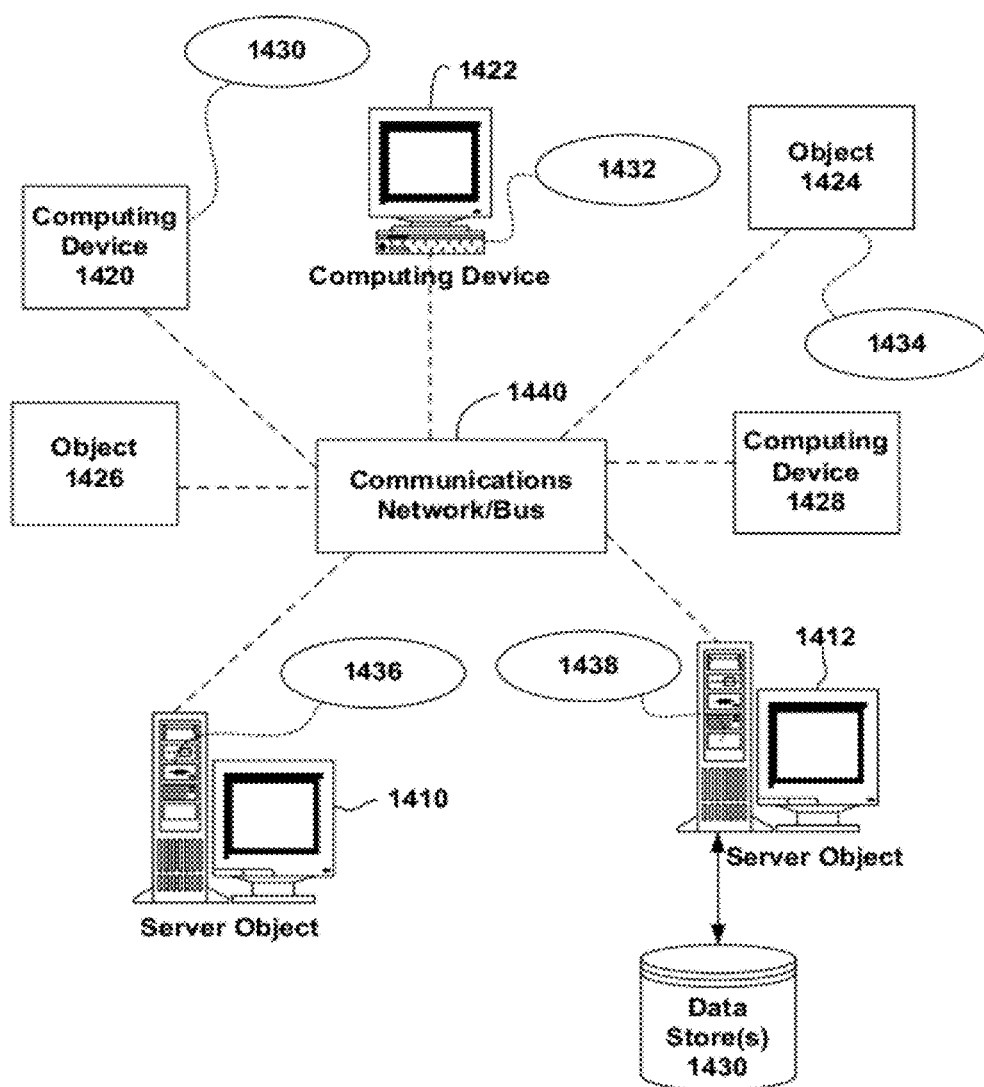 1430
1422
1432
Object
1424
Computing
Device
1420
Computing Device
1434
1440
Object
1426
Communications
Network/Bus
Computing
Device
1428
1436
1438
1412
1410
Server Object
Server Object
Data
Store(s)
1430